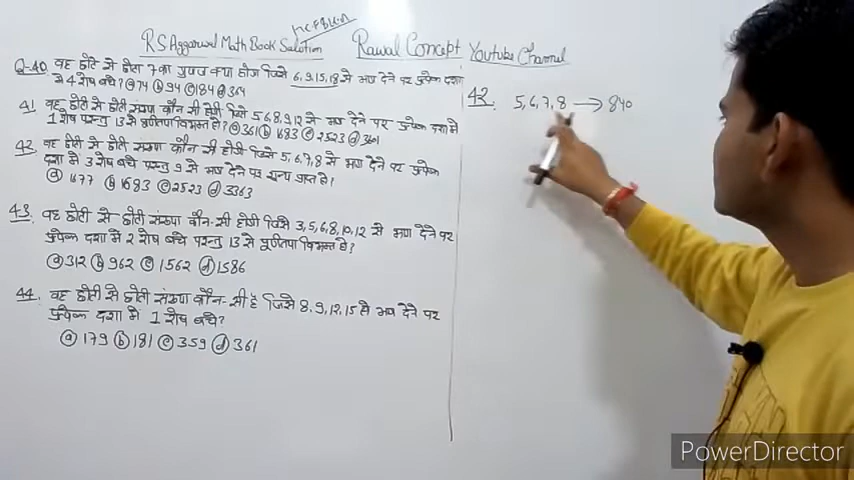 HCF & LCM
RS Aggarwal Math Book Solution Rawal Concept Youtube Channel
Q-40 वह छोटे से छोटा 7 का गुणज क्या होगा जिसे 6, 9, 15, 18 से भाग देने पर प्रत्येक दशा
मे 4 शेष बचे? (a) 74 (b) 94 (c) 184 (d) 364
41 वह छोटी से छोटी संख्या कौन सी होगी जिसे 5, 6, 8, 9, 12 से भाग देने पर प्रत्येक दशा मे
1 शेष परन्तु 13 से पूर्णतया विभक्त हो? (a) 361 (b) 1683 (c) 2523 (d) 3601
42. वह छोटी से छोटी संख्या कौन सी होगी जिसे 5, 6, 7, 8 से भाग देने पर प्रत्येक
दशा मे 3 शेष बचे परन्तु 9 से भाग देने पर शून्य प्राप्त हो?
(a) 1677 (b) 1683 (c) 2523 (d) 3363
43. वह छोटी से छोटी संख्या कौन-सी होगी जिसे 3, 5, 6, 8, 10, 12 से भाग देने पर
प्रत्येक दशा मे 2 शेष बचे परन्तु 13 से पूर्णतया विभक्त हो?
(a) 312 (b) 962 (c) 1562 (d) 1586
44. वह छोटी से छोटी संख्या कौन-सी है जिसे 8, 9, 12, 15 से भाग देने पर
प्रत्येक दशा मे 1 शेष बचे?
(a) 179 (b) 181 (c) 359 (d) 361
42. 5, 6, 7, 8 → 840
PowerDirector